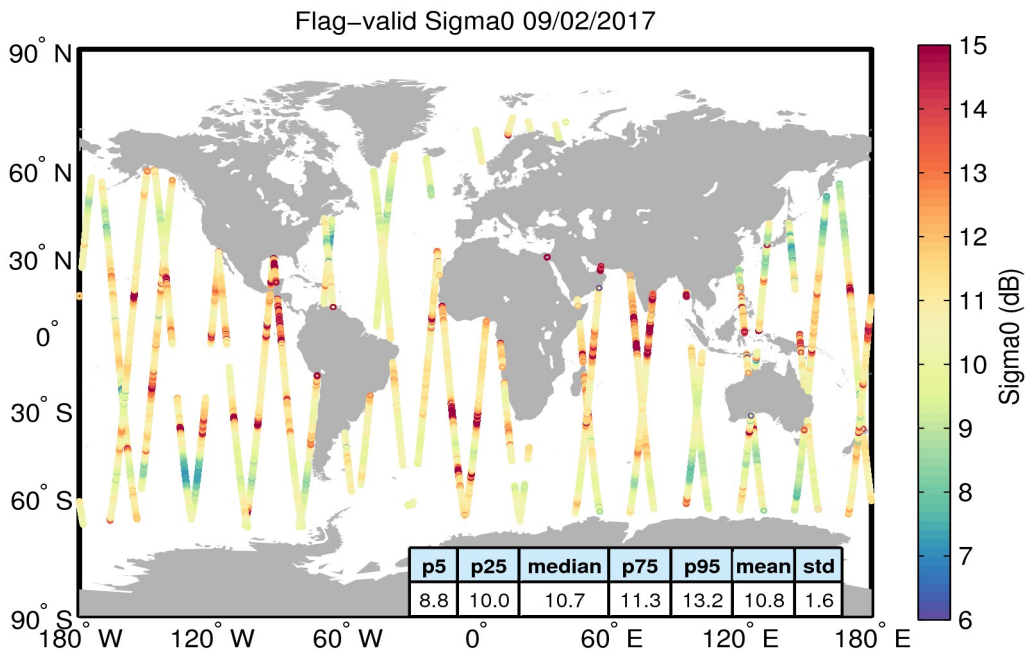 Flag−valid Sigma0 09/02/2017
90° N
60° N
30° N
0°
30° S
60° S
90° S
180° W
120° W
60° W
0°
60° E
120° E
180° E
p5 p25 median p75 p95 mean std
8.8 10.0 10.7 11.3 13.2 10.8 1.6
15
14
13
12
11
10
9
8
7
6
Sigma0 (dB)